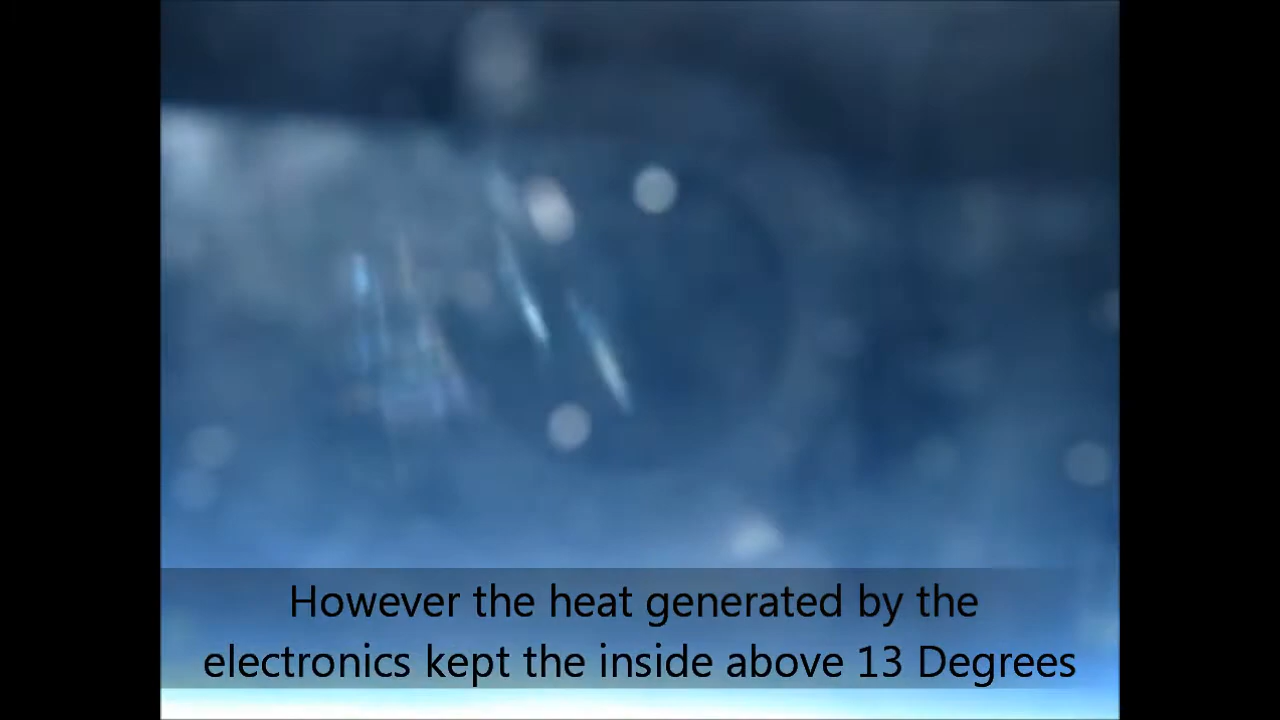 However the heat generated by the
electronics kept the inside above 13 Degrees